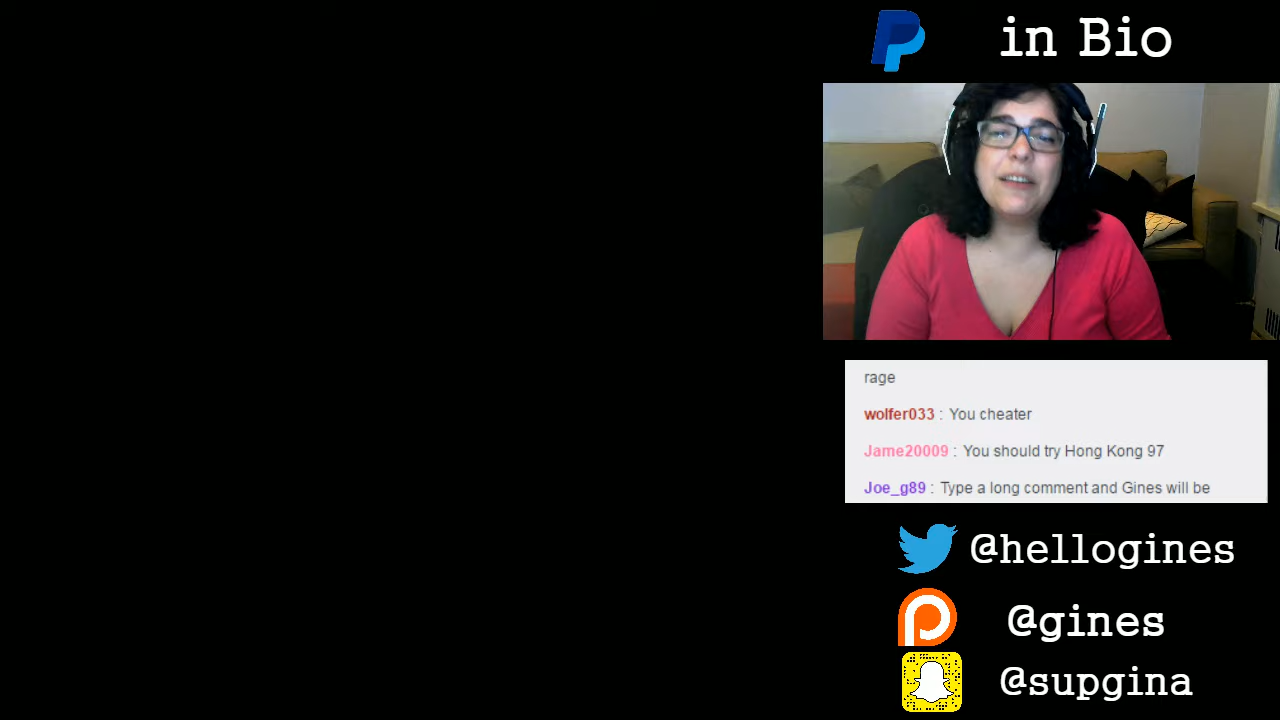 in Bio
rage
wolfer033 : You cheater
Jame20009 : You should try Hong Kong 97
Joe_g89 : Type a long comment and Gines will be
@hellogines
@gines
@supgina